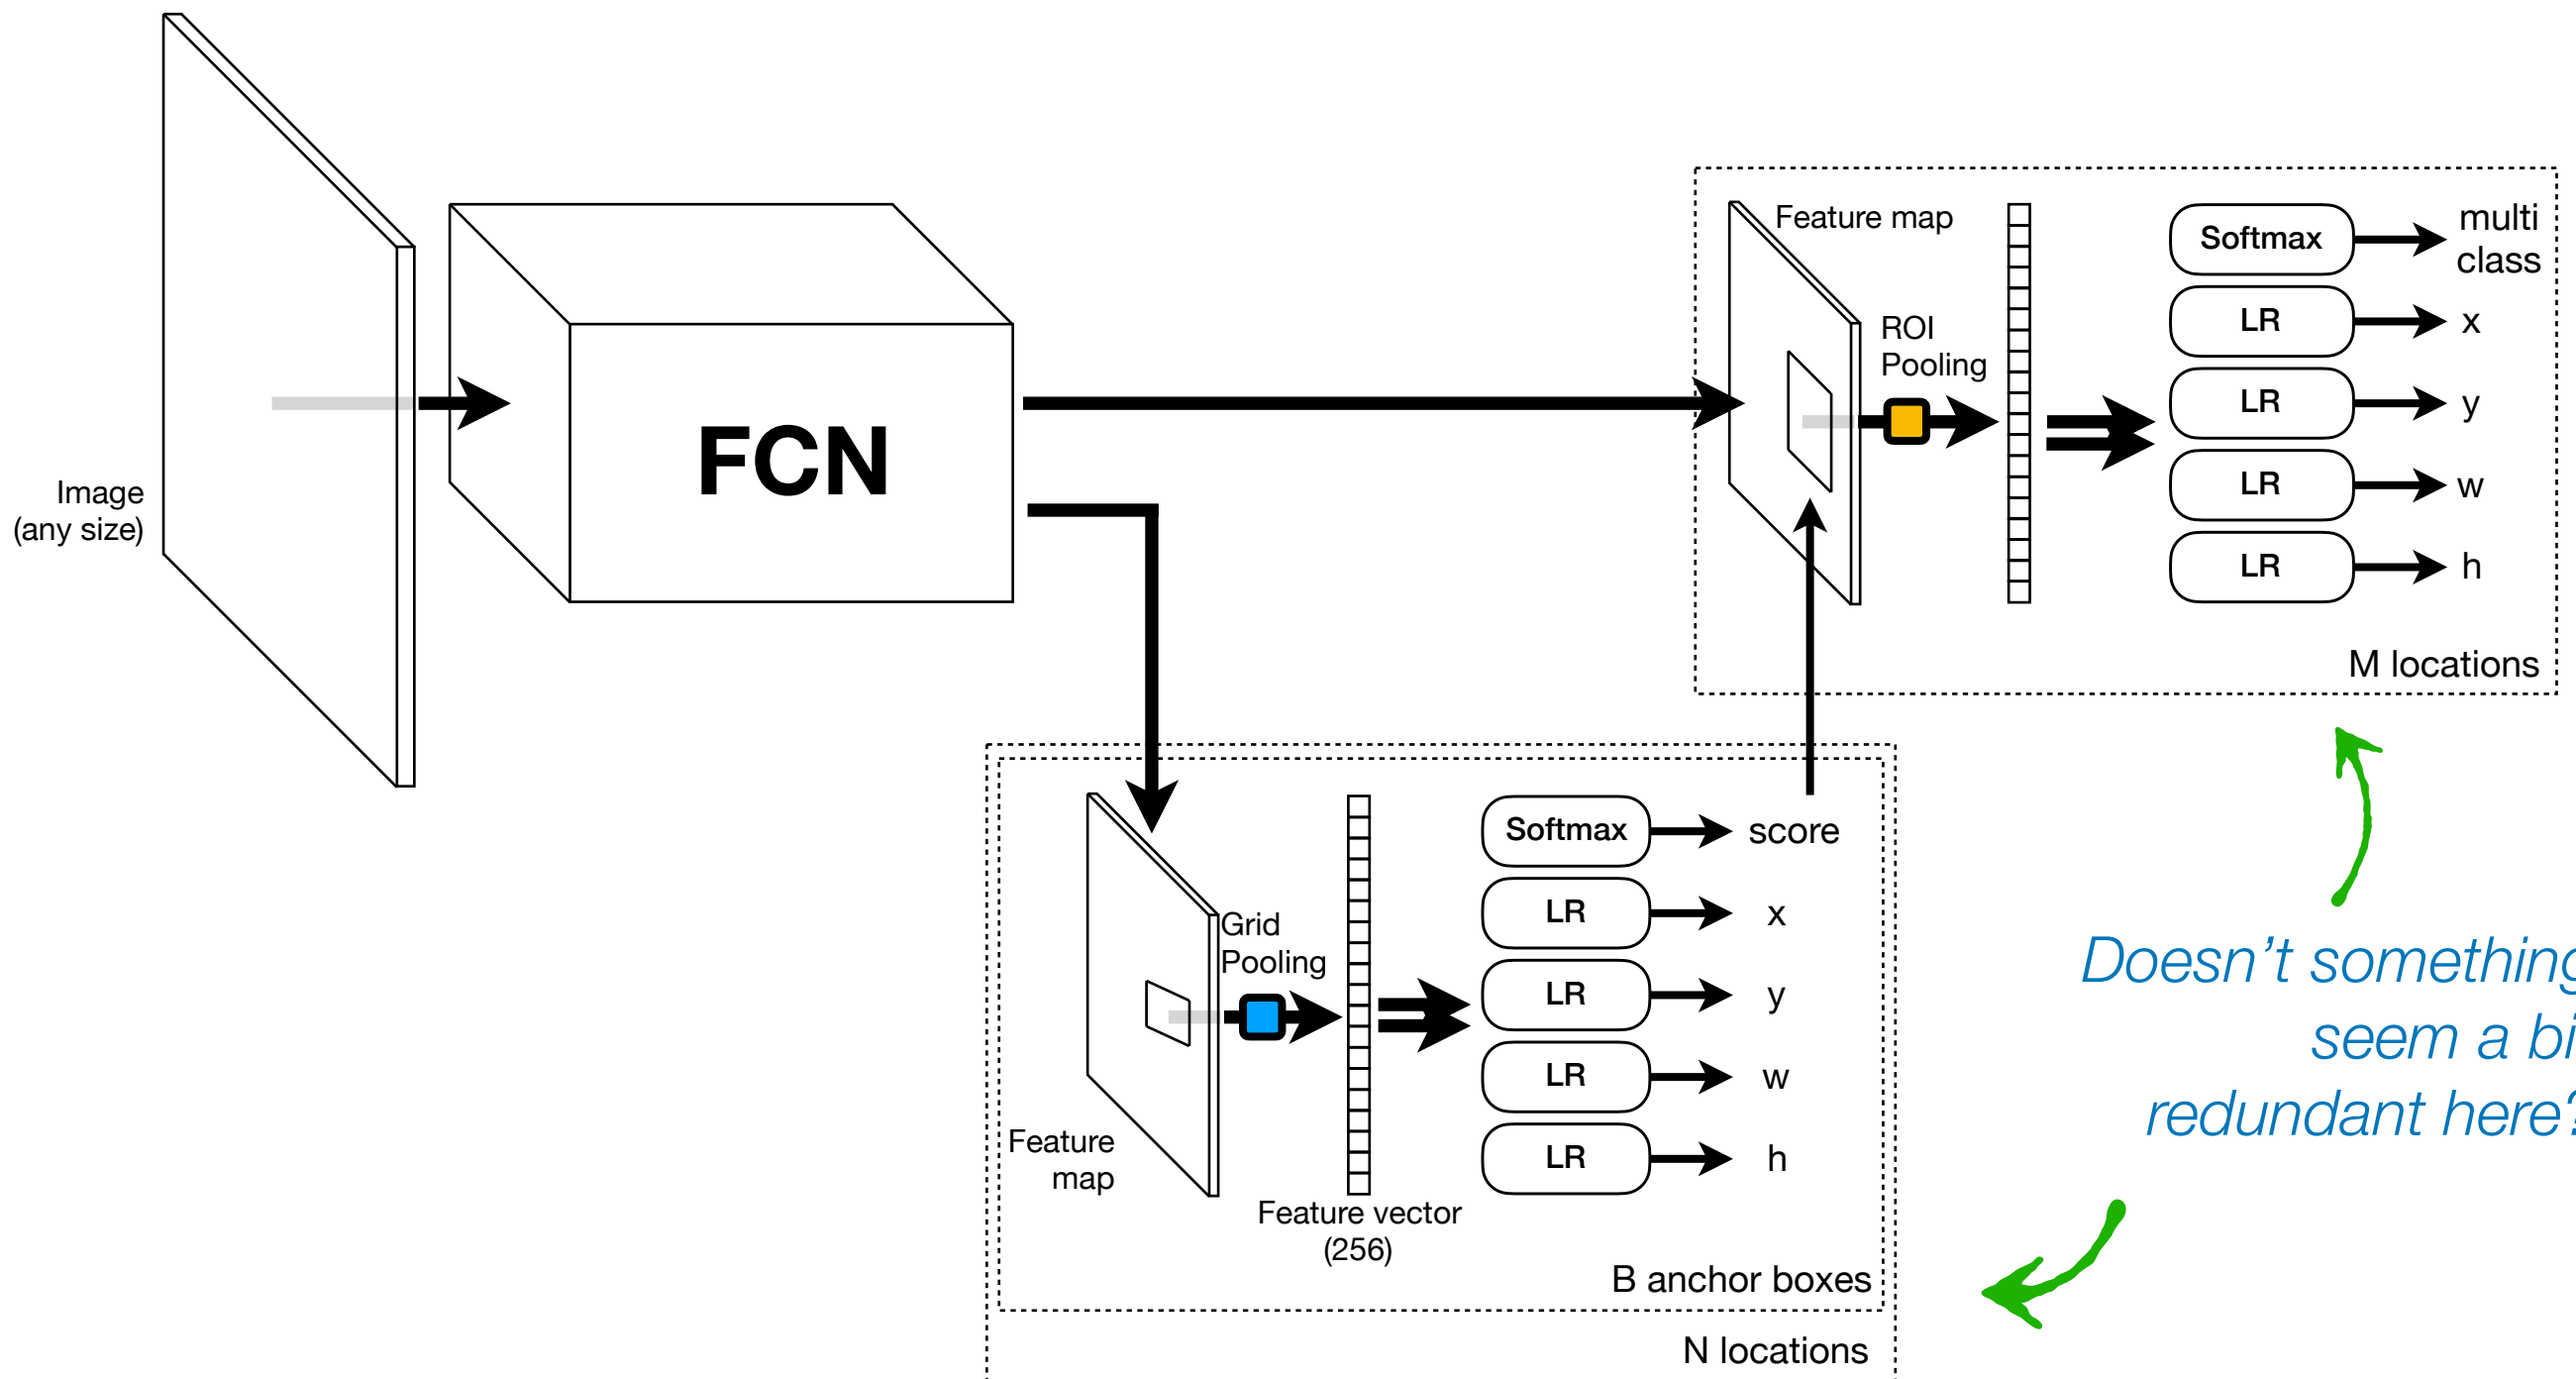 Image
(any size)
FCN
Feature map
ROI
Pooling
Softmax
multi
class
LR
x
LR
y
LR
w
LR
h
M locations
Feature
map
Grid
Pooling
Feature vector
(256)
Softmax
score
LR
x
LR
y
LR
w
LR
h
B anchor boxes
N locations
Doesn't something
seem a bi
redundant here?